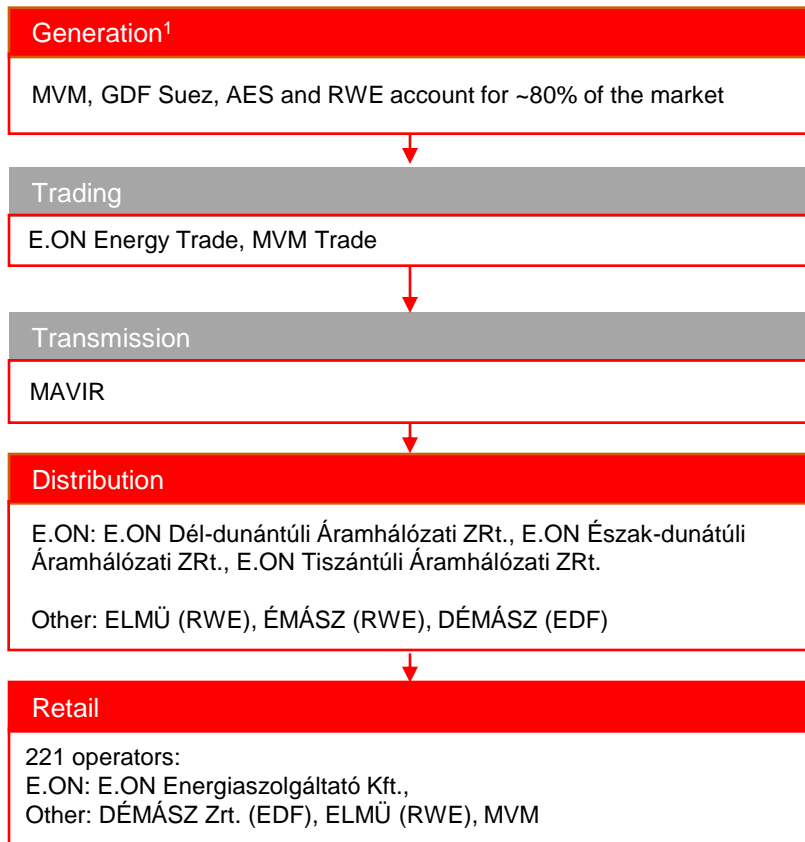 Generation¹
MVM, GDF Suez, AES and RWE account for ~80% of the market
Trading
E.ON Energy Trade, MVM Trade
Transmission
MAVIR
Distribution
E.ON: E.ON Dél-dunántúli Áramhálózati ZRt., E.ON Észak-dunátúli
Áramhálózati ZRt., E.ON Tiszántúli Áramhálózati ZRt.
Other: ELMÜ (RWE), ÉMÁSZ (RWE), DÉMÁSZ (EDF)
Retail
221 operators:
E.ON: E.ON Energiaszolgáltató Kft.,
Other: DÉMÁSZ Zrt. (EDF), ELMÜ (RWE), MVM